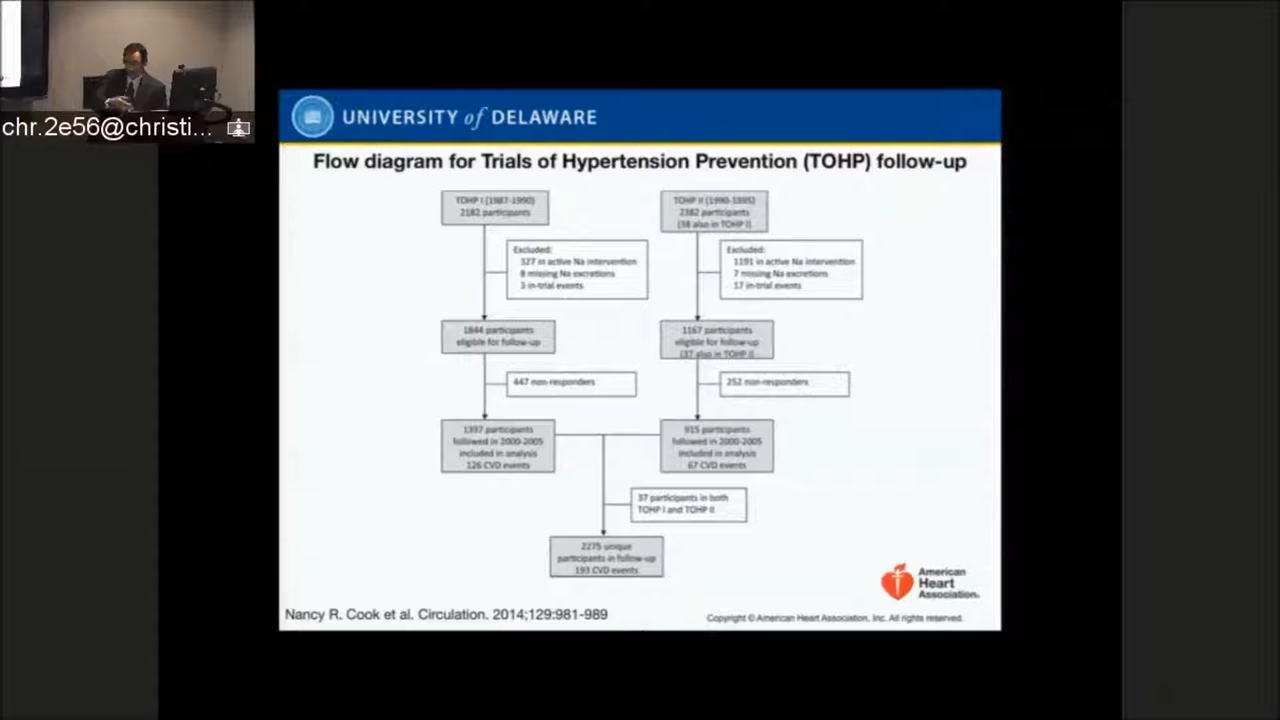 chr.2e56@christi...
UNIVERSITY of DELAWARE
Flow diagram for Trials of Hypertension Prevention (TOHP) follow-up
TOHP I (1987-1990)
2182 participants
TOHP II (1990-1995)
2382 participants
(38 also in TOHP I)
Excluded:
327 in active Na intervention
8 missing Na excretions
3 in-trial events
Excluded:
1191 in active Na intervention
7 missing Na excretions
17 in-trial events
1844 participants
eligible for follow-up
1167 participants
eligible for follow-up
(37 also in TOHP I)
447 non-responders
252 non-responders
1397 participants
followed in 2000-2005
included in analysis
126 CVD events
915 participants
followed in 2000-2005
included in analysis
67 CVD events
37 participants in both
TOHP I and TOHP II
2275 unique
participants in follow-up
193 CVD events
American
Heart
Association®
Nancy R. Cook et al. Circulation. 2014;129:981-989
Copyright © American Heart Association, Inc. All rights reserved.